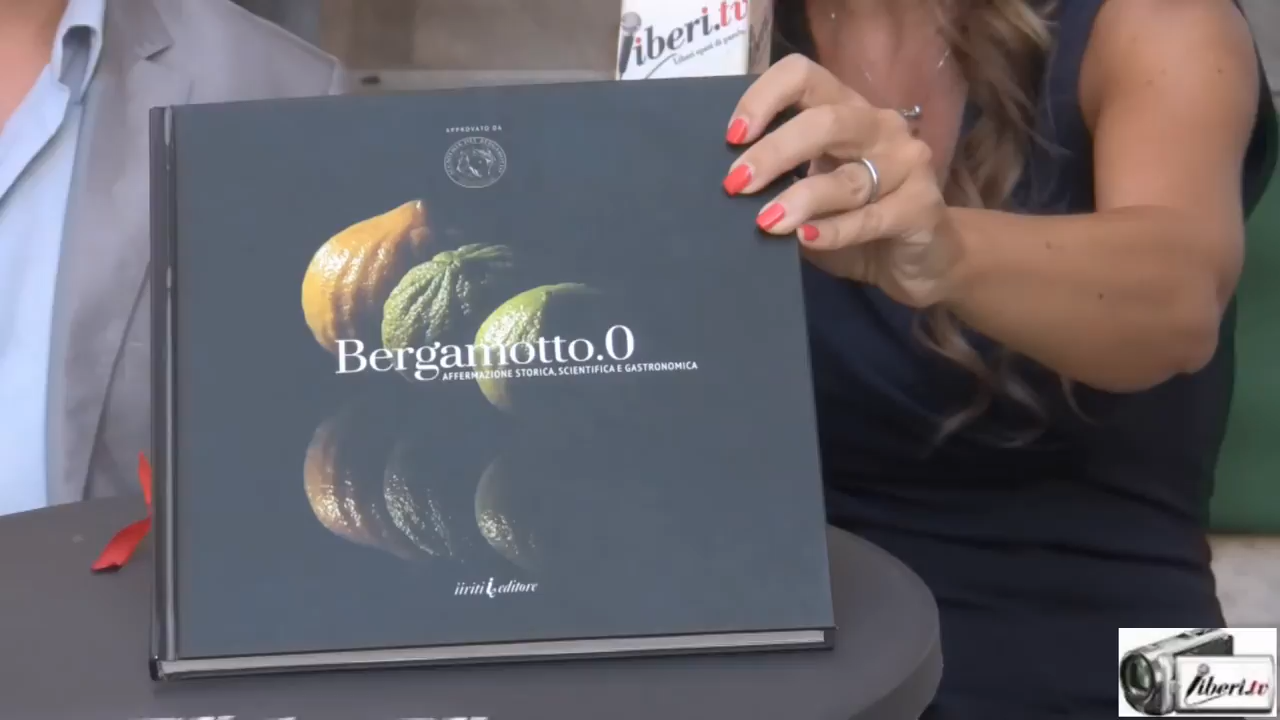 liberi.tv
APPROVATO DA
Bergamotto.0
AFFERMAZIONE STORICA, SCIENTIFICA E GASTRONOMICA
iiriti editore
liberi.tv